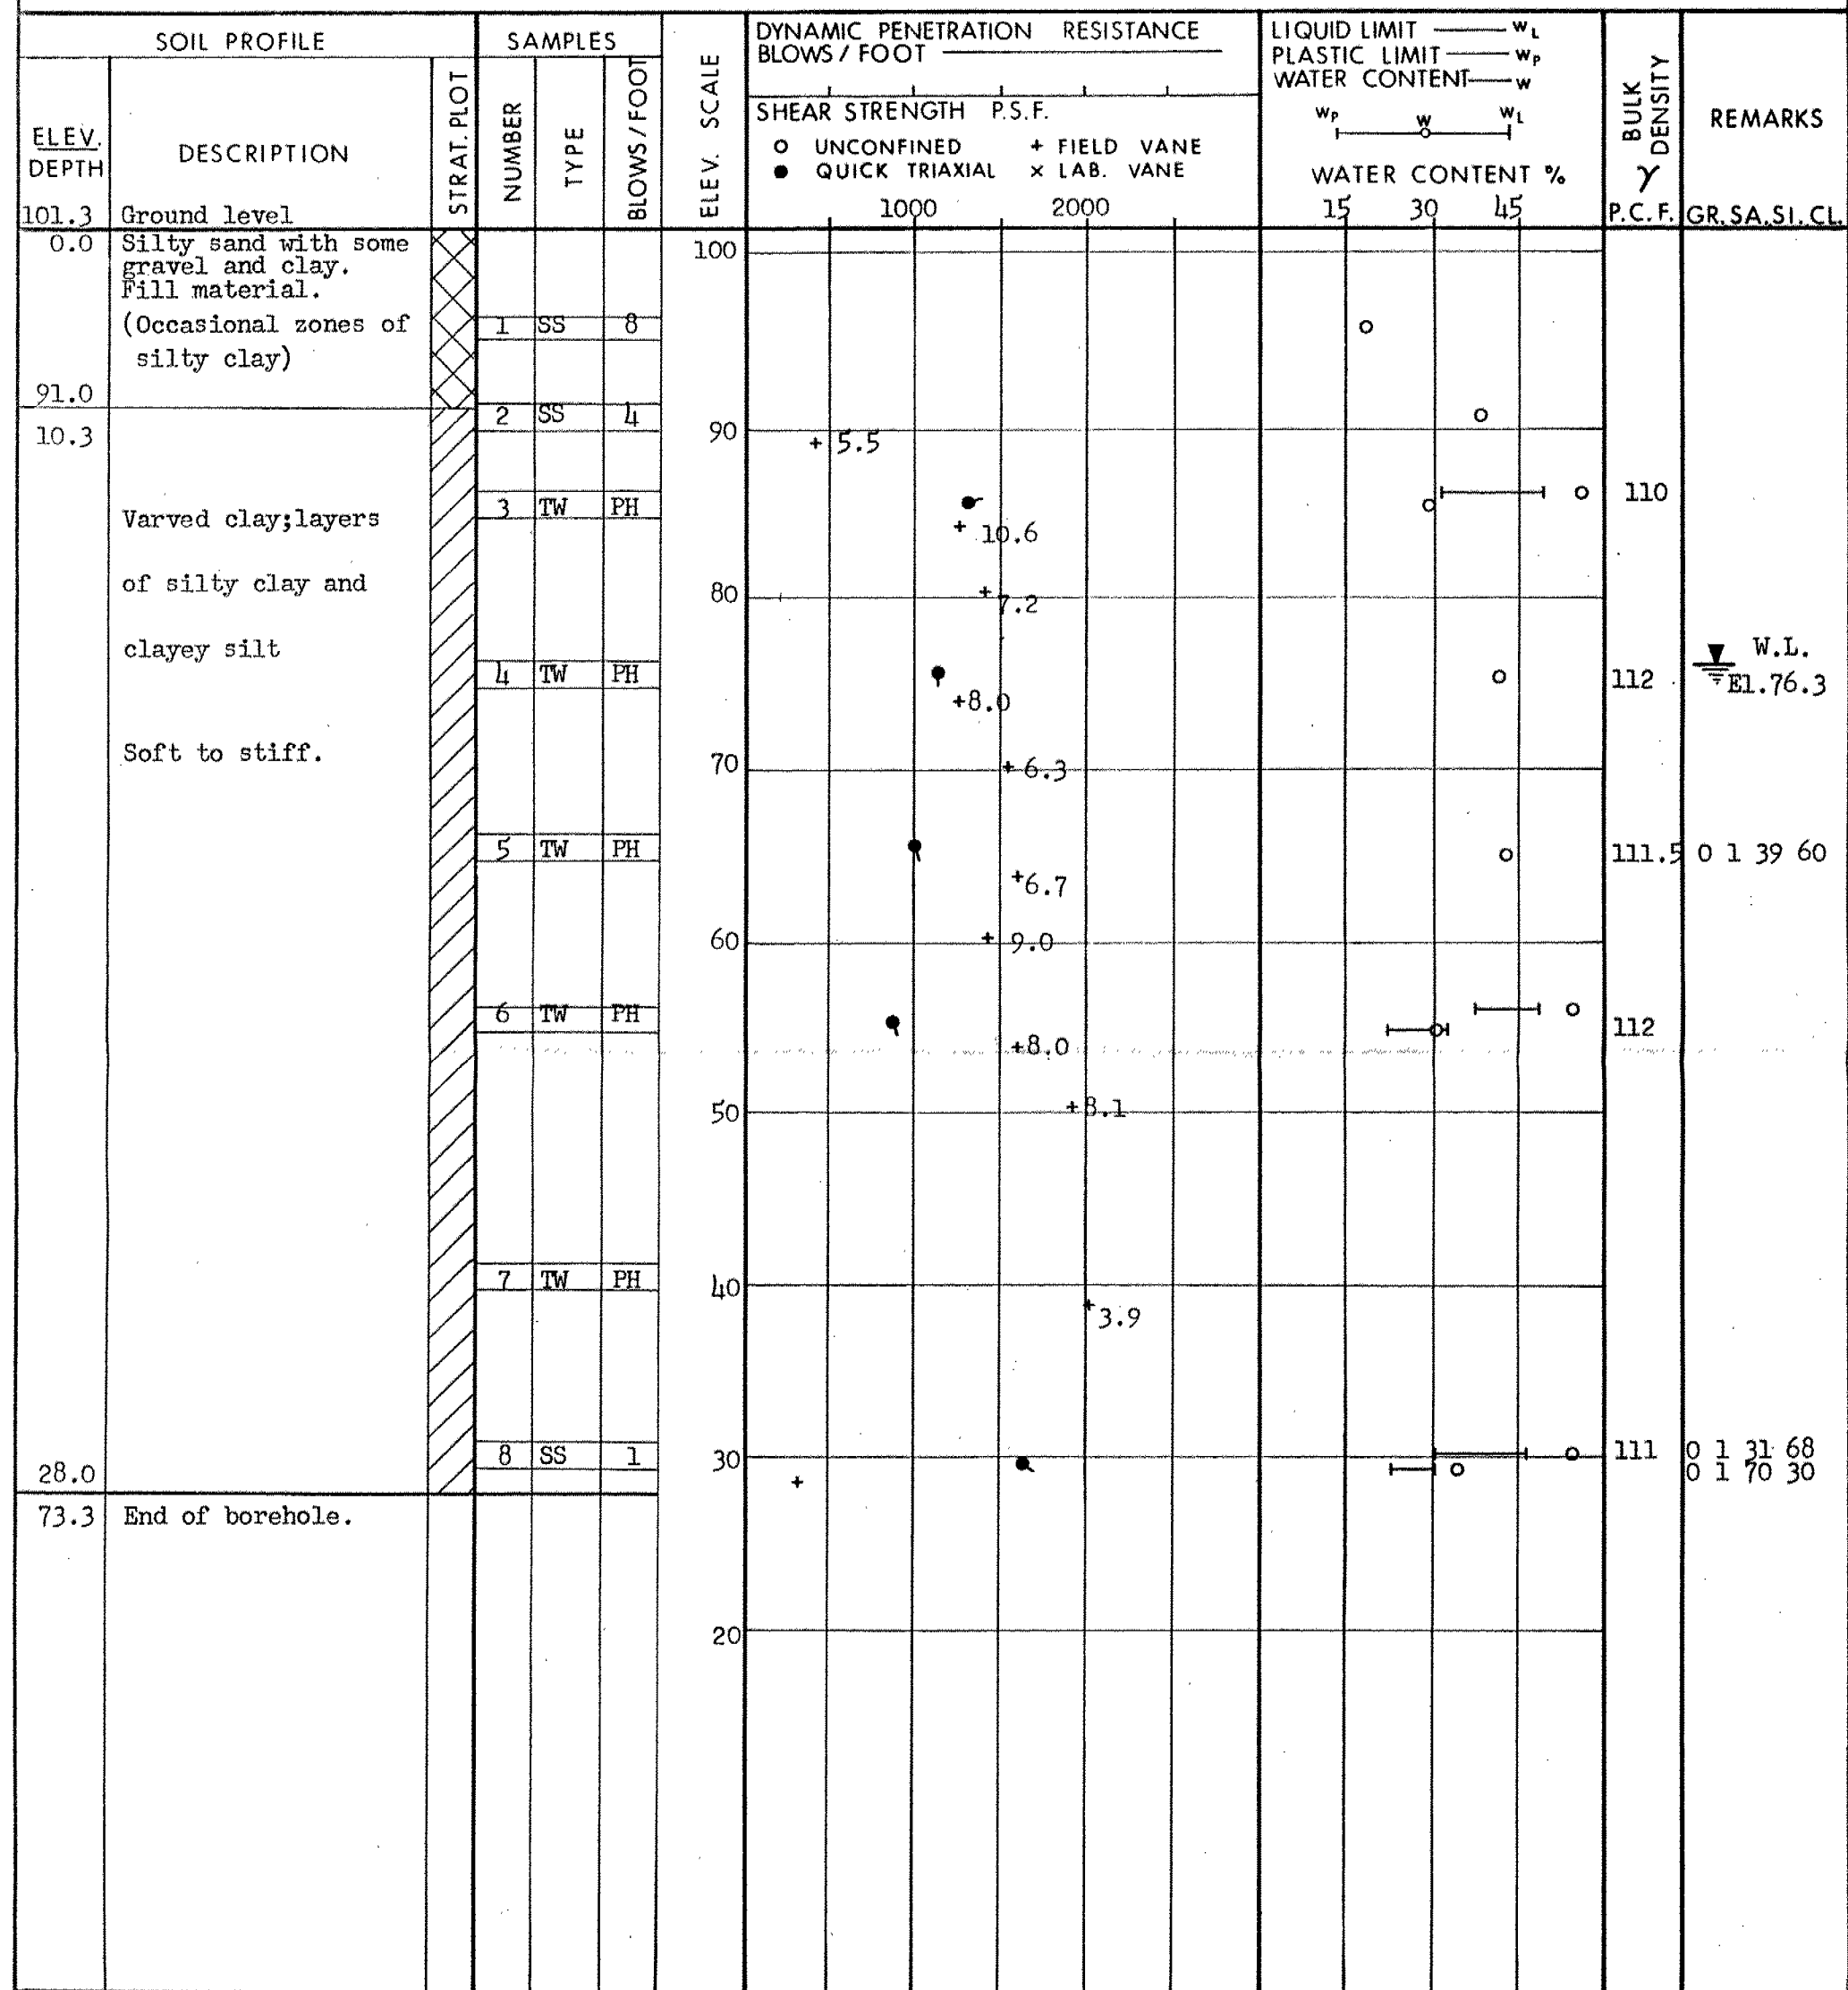 SOIL PROFILE
SAMPLES
ELEV. SCALE
DYNAMIC PENETRATION RESISTANCE
BLOWS / FOOT
LIQUID LIMIT wL
PLASTIC LIMIT wP
WATER CONTENT w
BULK DENSITY
γ
P.C.F.
REMARKS
GR.SA.SI.CL.
ELEV.
DEPTH
DESCRIPTION
STRAT. PLOT
NUMBER
TYPE
BLOWS / FOOT
SHEAR STRENGTH P.S.F.
○ UNCONFINED + FIELD VANE
● QUICK TRIAXIAL × LAB. VANE
wP w wL
WATER CONTENT %
1000 2000
15 30 45
101.3 Ground level
0.0 Silty sand with some
gravel and clay.
Fill material.
(Occasional zones of
silty clay)
100
1 SS 8
91.0
10.3
2 SS 4
90
+ 5.5
Varved clay;layers
of silty clay and
clayey silt
Soft to stiff.
3 TW PH
110
+ 10.6
80
+ 7.2
4 TW PH
112
W.L.
El.76.3
+8.0
70
+6.3
5 TW PH
111.5 0 1 39 60
+6.7
60
+ 9.0
6 TW PH
112
+8.0
50
+8.1
7 TW PH
40
+ 3.9
8 SS 1
30
111 0 1 31 68
0 1 70 30
+
28.0
73.3 End of borehole.
20